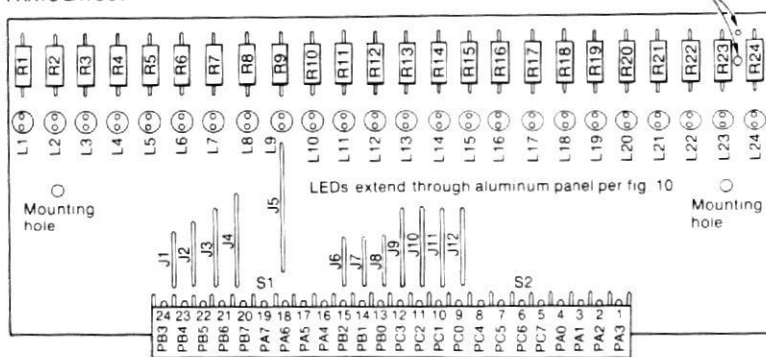 R1 R2 R3 R4 R5 R6 R7 R8 R9 R10 R11 R12 R13 R14 R15 R16 R17 R18 R19 R20 R21 R22 R23 R24
L1 L2 L3 L4 L5 L6 L7 L8 L9 L10 L11 L12 L13 L14 L15 L16 L17 L18 L19 L20 L21 L22 L23 L24
LEDs extend through aluminum panel per fig 10
Mounting
hole
Mounting
hole
J1 J2 J3 J4 J5 J6 J7 J8 J9 J10 J11 J12
S1 S2
24 23 22 21 20 19 18 17 16 15 14 13 12 11 10 9 8 7 6 5 4 3 2 1
PB3 PB4 PB5 PB6 PB7 PA7 PA6 PA5 PA4 PB2 PB1 PB0 PC3 PC2 PC1 PC0 PC4 PC5 PC6 PC7 PA0 PA1 PA2 PA3